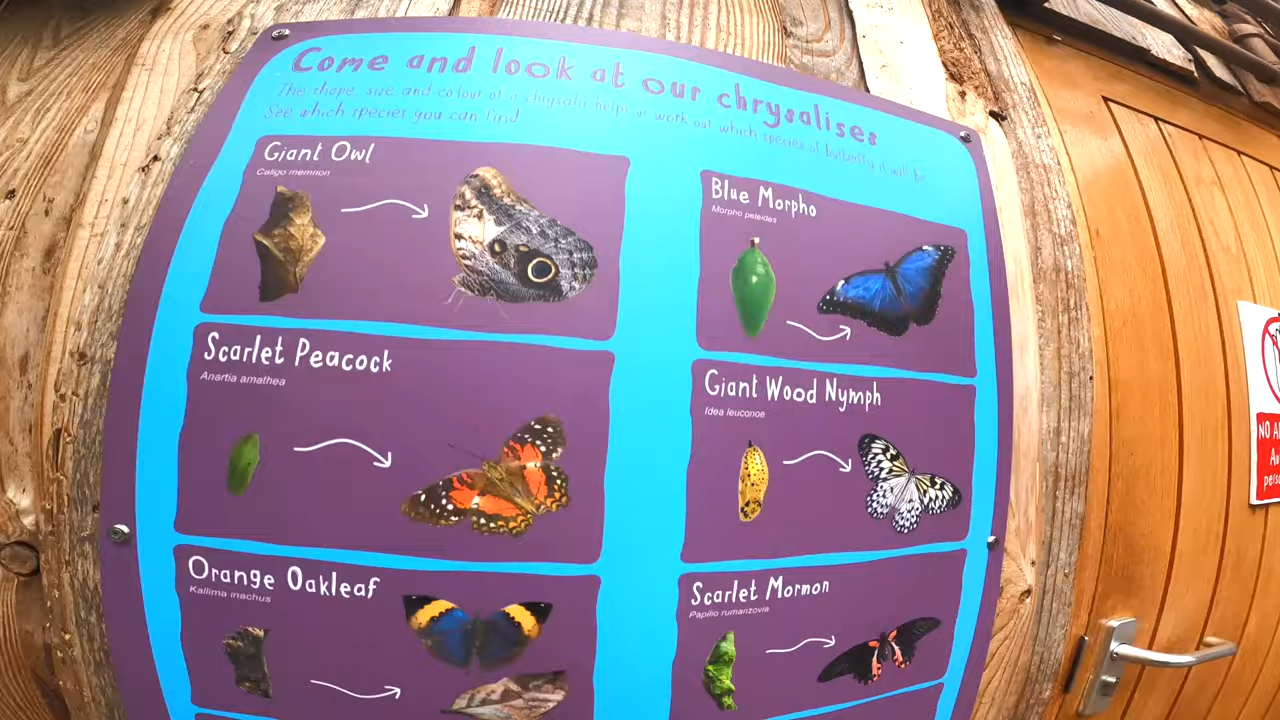 Come and look at our chrysalises
The shape, size and colour of a chrysalis helps us work out which species of butterfly it will be
See which species you can find
Giant Owl
Caligo memnon
Blue Morpho
Morpho peleides
Scarlet Peacock
Anartia amathea
Giant Wood Nymph
Idea leuconoe
Orange Oakleaf
Kallima inachus
Scarlet Mormon
Papilio rumanzovia
NO